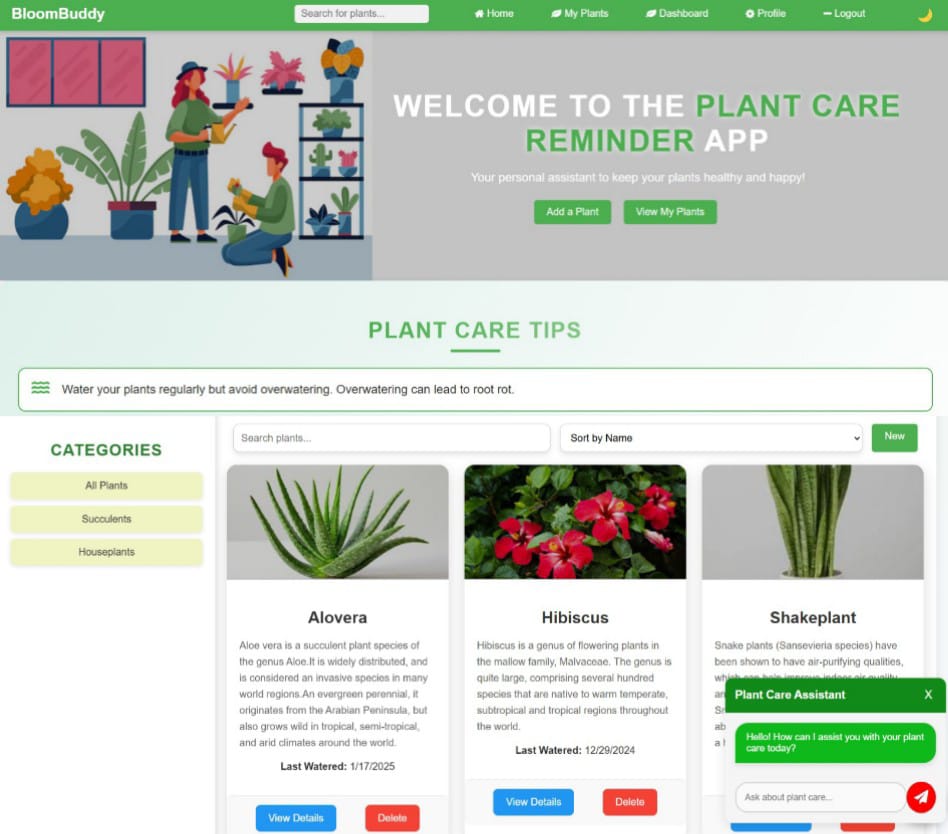 BloomBuddy
Search for plants...
Home
My Plants
Dashboard
Profile
Logout
WELCOME TO THE PLANT CARE
REMINDER APP
Your personal assistant to keep your plants healthy and happy!
Add a Plant
View My Plants
PLANT CARE TIPS
Water your plants regularly but avoid overwatering. Overwatering can lead to root rot.
CATEGORIES
All Plants
Succulents
Houseplants
Search plants...
Sort by Name
New
Alovera
Aloe vera is a succulent plant species of
the genus Aloe.It is widely distributed, and
is considered an invasive species in many
world regions.An evergreen perennial, it
originates from the Arabian Peninsula, but
also grows wild in tropical, semi-tropical,
and arid climates around the world.
Last Watered: 1/17/2025
View Details
Delete
Hibiscus
Hibiscus is a genus of flowering plants in
the mallow family, Malvaceae. The genus is
quite large, comprising several hundred
species that are native to warm temperate,
subtropical and tropical regions throughout
the world.
Last Watered: 12/29/2024
View Details
Delete
Shakeplant
Snake plants (Sansevieria species) have
been shown to have air-purifying qualities,
Plant Care Assistant
X
Hello! How can I assist you with your plant
care today?
Ask about plant care...